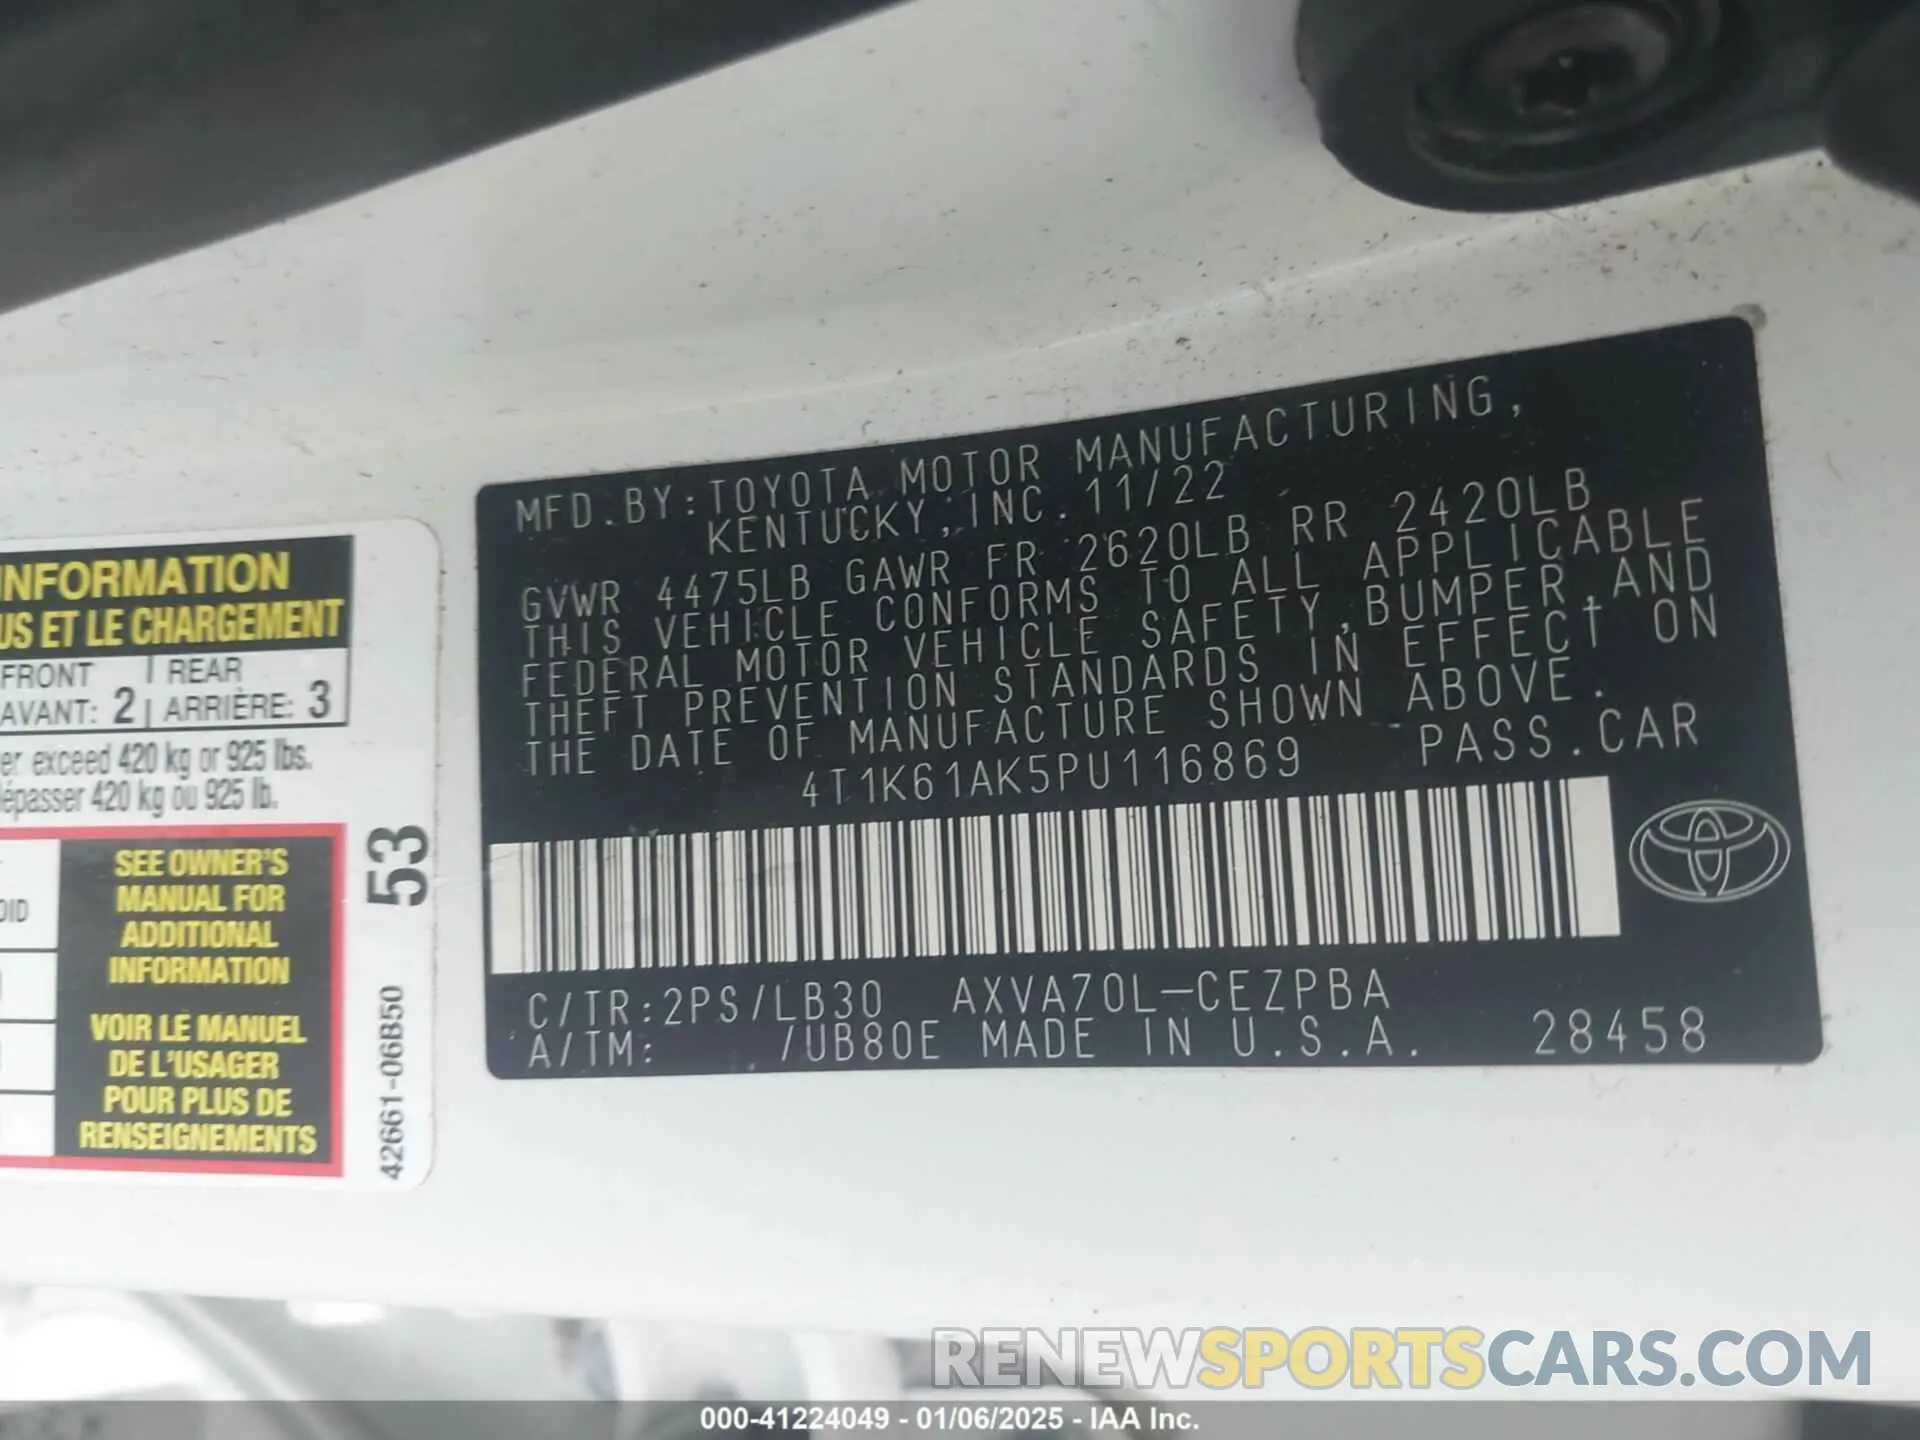 INFORMATION
US ET LE CHARGEMENT
FRONT | REAR
AVANT: 2 | ARRIÈRE: 3
exceed 420 kg or 925 lbs.
dépasser 420 kg ou 925 lb.
SEE OWNER'S
MANUAL FOR
ADDITIONAL
INFORMATION
VOIR LE MANUEL
DE L'USAGER
POUR PLUS DE
RENSEIGNEMENTS
53
42661-06B50
MFD.BY:TOYOTA MOTOR MANUFACTURING,
KENTUCKY,INC. 11/22
GVWR 4475LB GAWR FR 2620LB RR 2420LB
THIS VEHICLE CONFORMS TO ALL APPLICABLE
FEDERAL MOTOR VEHICLE SAFETY,BUMPER,AND
THEFT PREVENTION STANDARDS IN EFFECT ON
THE DATE OF MANUFACTURE SHOWN ABOVE.
4T1K61AK5PU116869 PASS.CAR
C/TR:2PS/LB30 AXVA70L-CEZPBA
A/TM: /UB80E MADE IN U.S.A. 28458
RENEWSPORTSCARS.COM
000-41224049 - 01/06/2025 - IAA Inc.